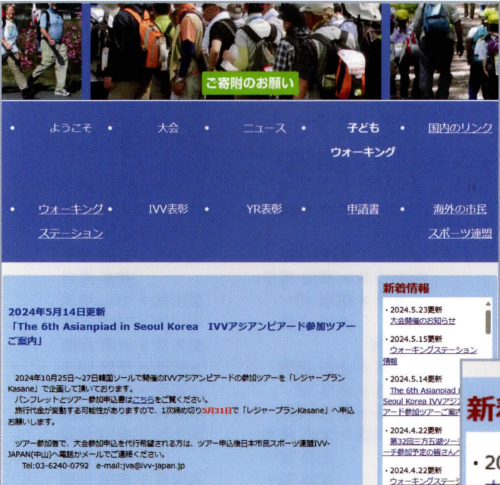 ご寄附のお願い
• ようこそ • 大会 • ニュース • 子ども • 国内のリンク
ウォーキング
• ウォーキング • IVV表彰 • YR表彰 • 申請書 • 海外の市民
ステーション スポーツ連盟
2024年5月14日更新
「The 6th Asianpiad in Seoul Korea IVVアジアンピアード参加ツアー
ご案内」
2024年10月25日~27日韓国ソールで開催のIVVアジアンピアードの参加ツアーを「レジャープラン
Kasane」で企画して頂いております。
パンフレットとツアー参加申込書はこちらをご覧ください。
旅行代金が変動する可能性がありますので、1次締め切り5月31日で「レジャープランKasane」へ申込
お願いします。
ツアー参加者で、大会参加申込を代行希望される方は、ツアー申込後日本市民スポーツ連盟IVV-
JAPAN(中山)へ電話かメールでご連絡ください。
Tel:03-6240-0792 e-mail:jva@ivv-japan.jp
新着情報
・2024.5.23更新
大会開催のお知らせ
・2024.5.15更新
ウォーキングステーション
情報
・2024.5.14更新
The 6th Asianpiad i
Seoul Korea IVVアジ
アード参加ツアーご案内
・2024.4.22更新
第32回三方五湖ツーデ
ーチ参加予定の皆さんへ
・2024.4.22更新
ウォーキングステーシ
新
・20